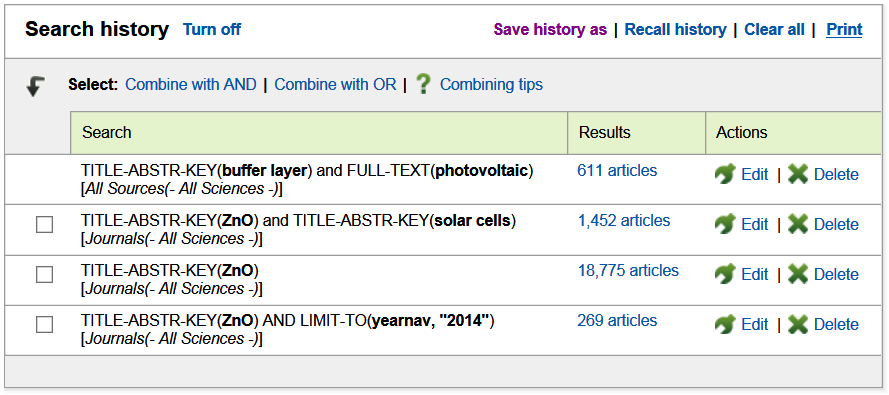 Search history Turn off Save history as | Recall history | Clear all | Print
Select: Combine with AND | Combine with OR | ? Combining tips
Search Results Actions
TITLE-ABSTR-KEY(buffer layer) and FULL-TEXT(photovoltaic) 611 articles Edit | Delete
[All Sources(- All Sciences -)]
TITLE-ABSTR-KEY(ZnO) and TITLE-ABSTR-KEY(solar cells) 1,452 articles Edit | Delete
[Journals(- All Sciences -)]
TITLE-ABSTR-KEY(ZnO) 18,775 articles Edit | Delete
[Journals(- All Sciences -)]
TITLE-ABSTR-KEY(ZnO) AND LIMIT-TO(yearnav, "2014") 269 articles Edit | Delete
[Journals(- All Sciences -)]